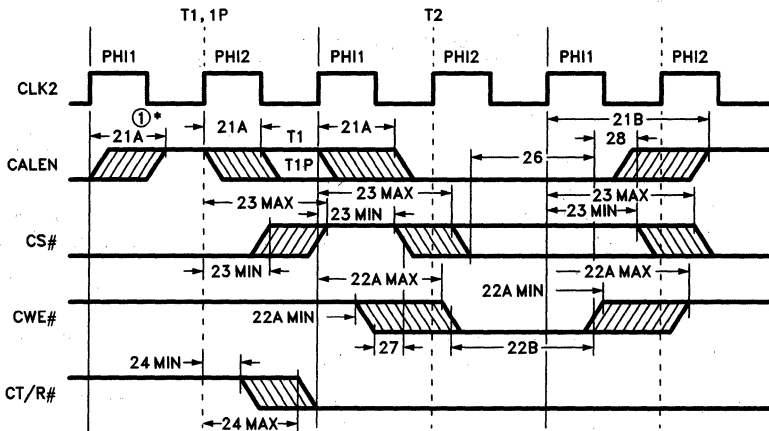 T1, 1P T2
PHI1 PHI2 PHI1 PHI2 PHI1 PHI2
CLK2
①*
21A 21A 21A 21B
T1 28
CALEN T1P 26
23 MAX 23 MAX 23 MAX
23 MIN 23 MIN
CS#
23 MIN 22A MAX 22A MAX
22A MIN
CWE#
22A MIN
27 22B
24 MIN
CT/R#
24 MAX